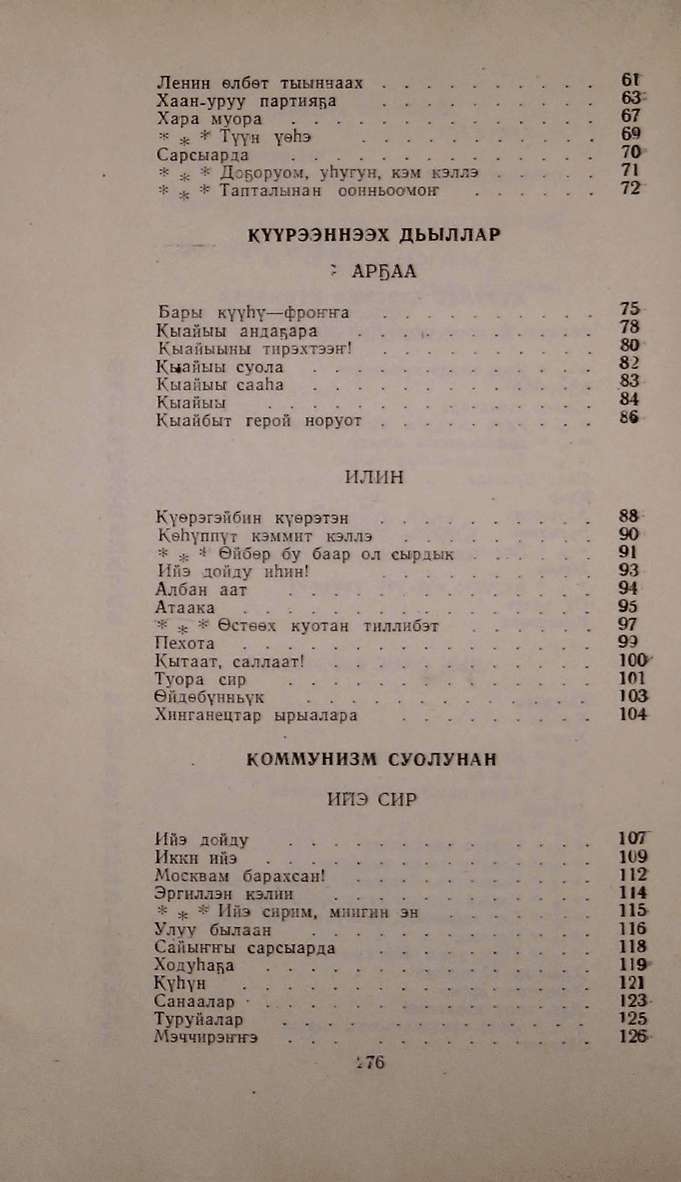 Ленин өлбөт тыыннаах . . . . . . . . . . 61
Хаан-уруу партияҕа . . . . . . . . . . 63
Хара муора . . . . . . . . . . . . . 67
* * * Түүн үөһэ . . . . . . . . . . . 69
Сарсыарда . . . . . . . . . . . . . 70
* * * Доҕоруом, уһугун, кэм кэллэ . . . . . 71
* * * Тапталынан оонньоомоҥ . . . . . . 72
КҮҮРЭЭННЭЭХ ДЬЫЛЛАР
АРҔАА
Бары күүһү—фроҥҥа . . . . . . . . . . 75
Кыайыы андаҕара . . . . . . . . . . . 78
Кыайыыны тирэхтээҥ! . . . . . . . . . . 80
Кыайыы суола . . . . . . . . . . . . . 82
Кыайыы сааһа . . . . . . . . . . . . . 83
Кыайыы . . . . . . . . . . . . . . . 84
Кыайбыт герой норуот . . . . . . . . . . 86
ИЛИН
Күөрэгэйбин күөрэтэн . . . . . . . . . . 88
Көһүппүт кэммит кэллэ . . . . . . . . . 90
* * * Өйбөр бу баар ол сырдык . . . . . . 91
Ийэ дойду иһин! . . . . . . . . . . . . 93
Албан аат . . . . . . . . . . . . . . 94
Атаака . . . . . . . . . . . . . . . . 95
* * * Өстөөх куотан тиллибэт . . . . . . 97
Пехота . . . . . . . . . . . . . . . . 99
Кытаат, саллаат! . . . . . . . . . . . . 100
Туора сир . . . . . . . . . . . . . . 101
Өйдөбүнньүк . . . . . . . . . . . . . 103
Хинганецтар ырыалара . . . . . . . . . 104
КОММУНИЗМ СУОЛУНАН
ИЙЭ СИР
Ийэ дойду . . . . . . . . . . . . . . 107
Икки ийэ . . . . . . . . . . . . . . . 109
Москвам барахсан! . . . . . . . . . . . 112
Эргиллэн кэлии . . . . . . . . . . . . 114
* * * Ийэ сирим, миигин эн . . . . . . . 115
Улуу былаан . . . . . . . . . . . . . 116
Сайыҥҥы сарсыарда . . . . . . . . . . 118
Ходуһаҕа . . . . . . . . . . . . . . . 119
Күһүн . . . . . . . . . . . . . . . . 121
Санаалар . . . . . . . . . . . . . . . 123
Туруйалар . . . . . . . . . . . . . . 125
Мэччирэҥҥэ . . . . . . . . . . . . . . 126
176